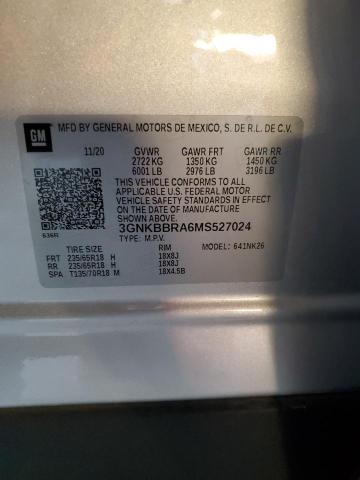 GM
MFD BY GENERAL MOTORS DE MEXICO, S. DE R.L. DE C.V.
11/20 GVWR GAWR FRT GAWR RR
2722 KG 1350 KG 1450 KG
6001 LB 2976 LB 3196 LB
THIS VEHICLE CONFORMS TO ALL
APPLICABLE U.S. FEDERAL MOTOR
VEHICLE SAFETY STANDARDS IN EFFECT
ON THE DATE OF MANUFACTURE
SHOWN ABOVE.
3GNKBBRA6MS527024
636R TYPE: M.P.V. MODEL: 641NK26
TIRE SIZE RIM
FRT 235/65R18 H 18X8J
RR 235/65R18 H 18X8J
SPA T135/70R18 M 18X4.5B